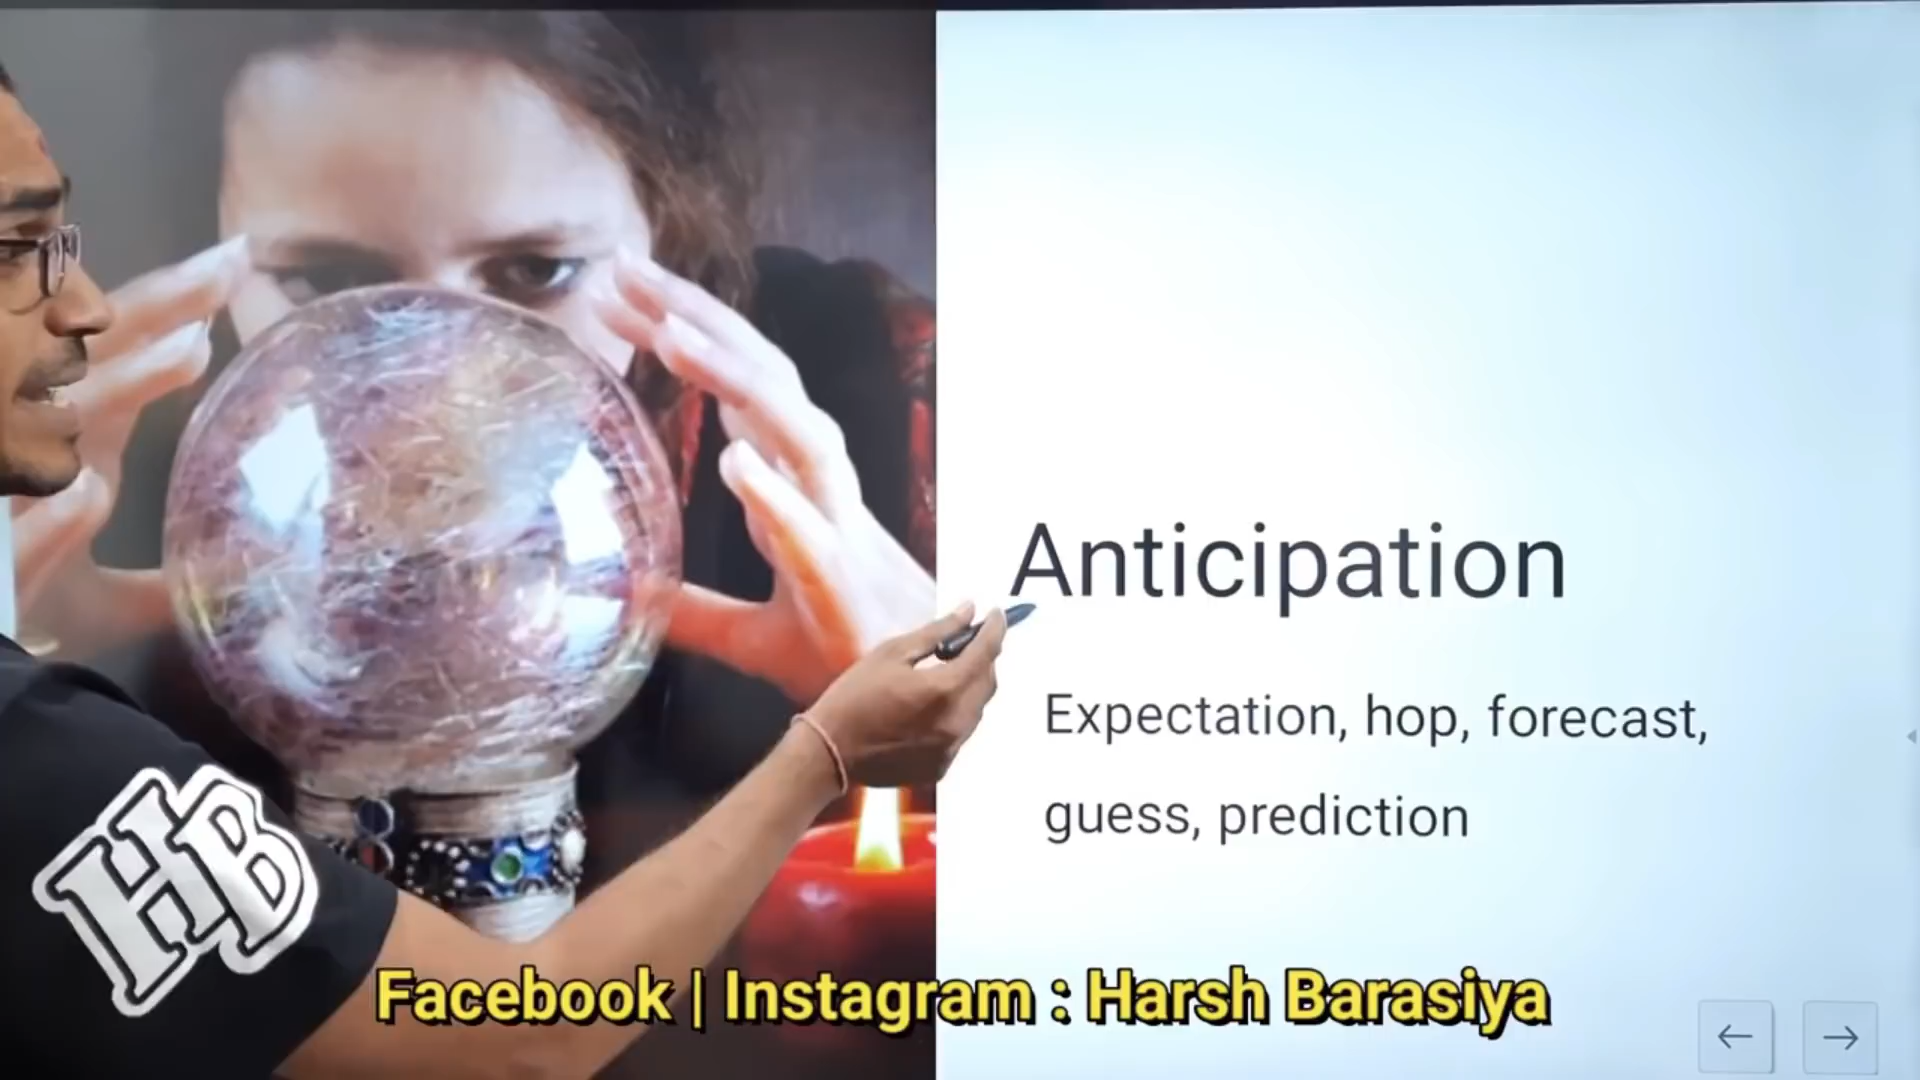 Anticipation
Expectation, hop, forecast,
guess, prediction
HB
Facebook | Instagram : Harsh Barasiya